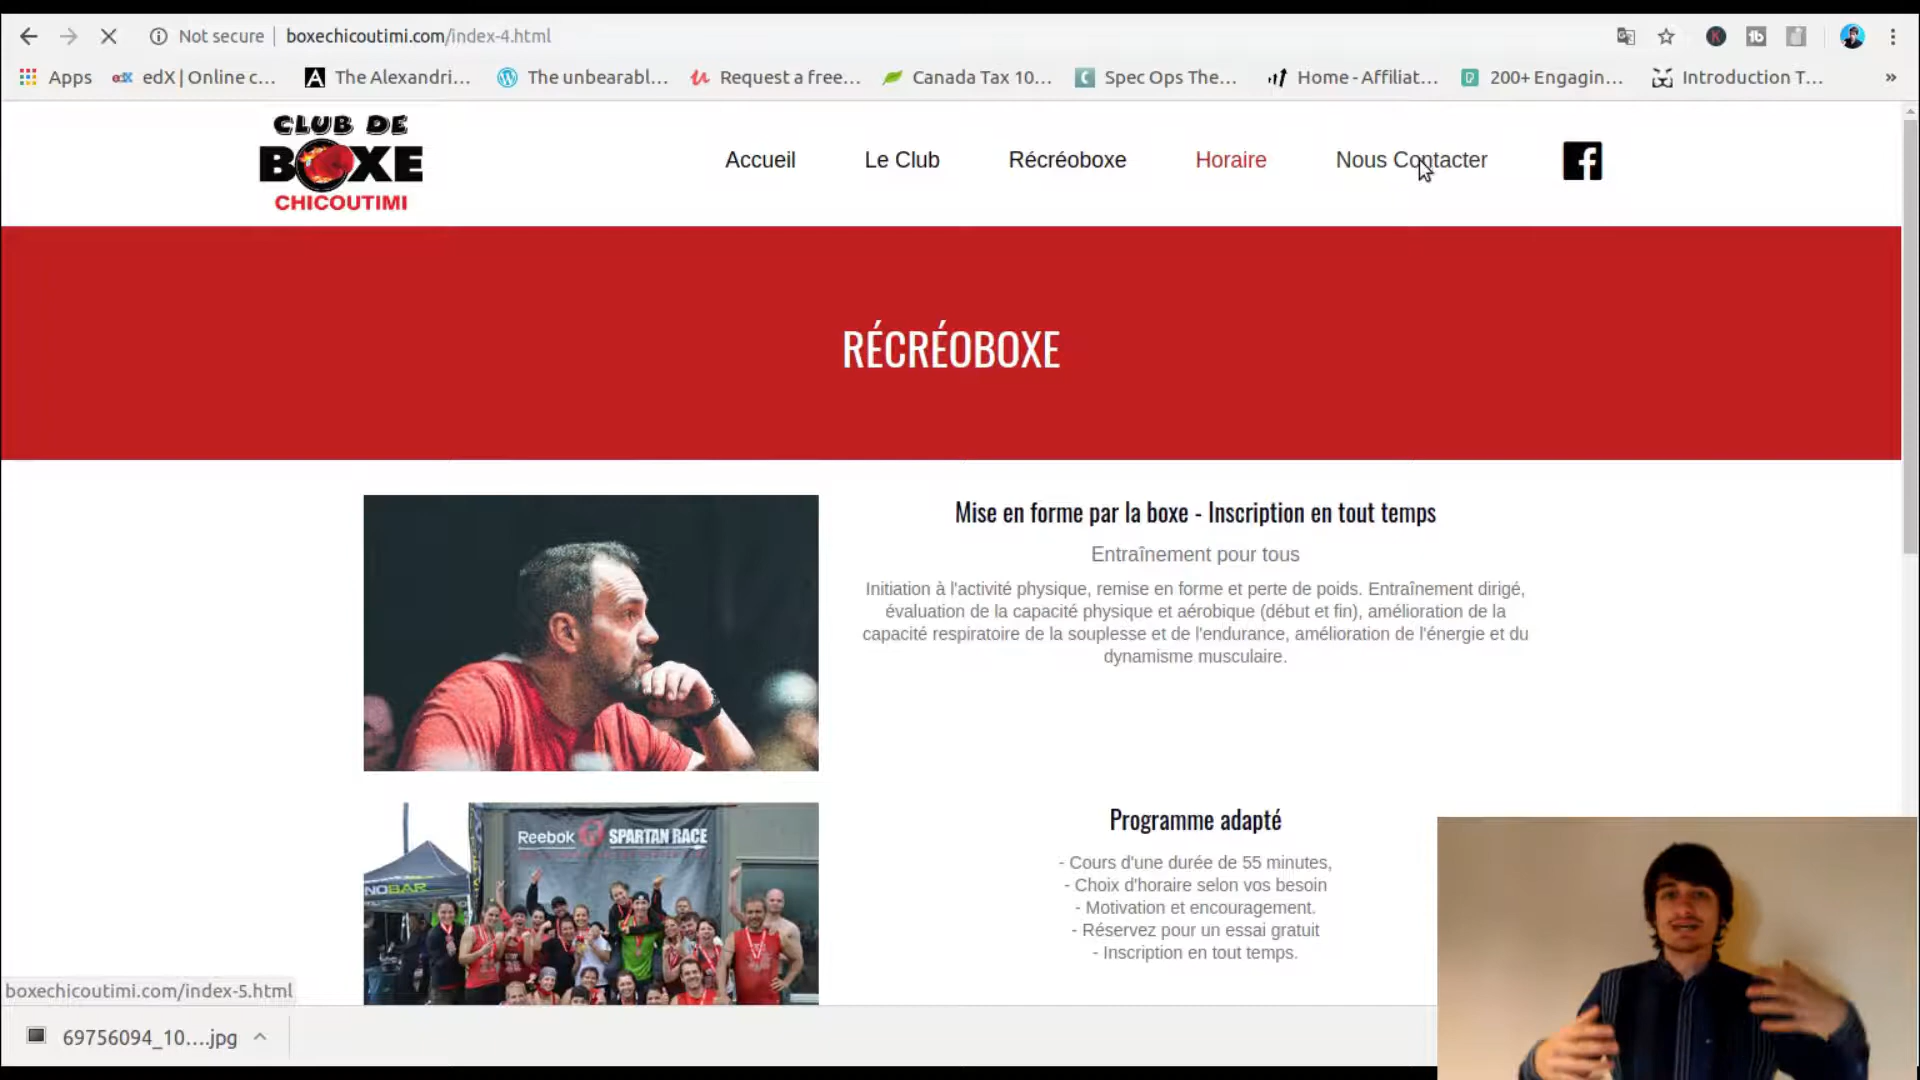 Not secure boxechicoutimi.com/index-4.html
Apps edX | Online c... The Alexandri... The unbearabl... Request a free... Canada Tax 10... Spec Ops The... Home - Affiliat... 200+ Engagin... Introduction T... »
CLUB DE
BOXE
CHICOUTIMI
Accueil Le Club Récréoboxe Horaire Nous Contacter
RÉCRÉOBOXE
Mise en forme par la boxe - Inscription en tout temps
Entraînement pour tous
Initiation à l'activité physique, remise en forme et perte de poids. Entraînement dirigé,
évaluation de la capacité physique et aérobique (début et fin), amélioration de la
capacité respiratoire de la souplesse et de l'endurance, amélioration de l'énergie et du
dynamisme musculaire.
Reebok SPARTAN RACE
NOBAR
Programme adapté
- Cours d'une durée de 55 minutes,
- Choix d'horaire selon vos besoin
- Motivation et encouragement.
- Réservez pour un essai gratuit
- Inscription en tout temps.
boxechicoutimi.com/index-5.html
69756094_10....jpg